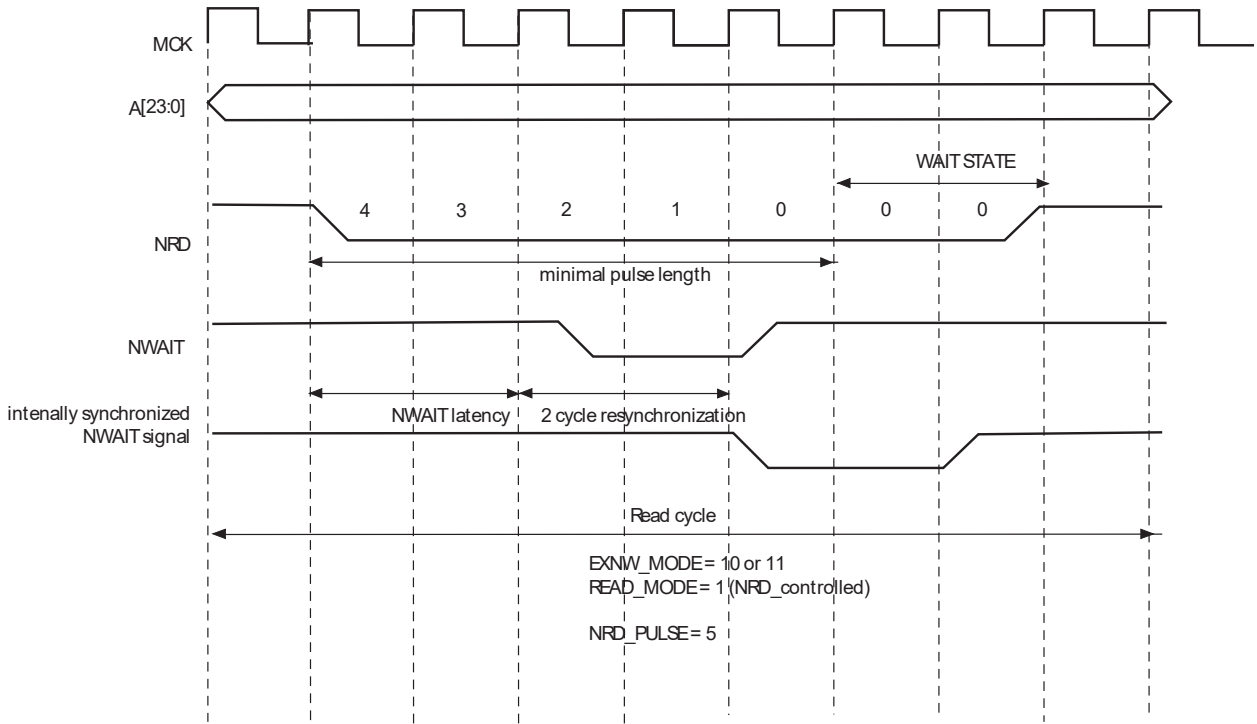 MCK
A[23:0]
WAIT STATE
4 3 2 1 0 0 0
NRD
minimal pulse length
NWAIT
intenally synchronized
NWAIT signal
NWAIT latency
2 cycle resynchronization
Read cycle
EXNW_MODE = 10 or 11
READ_MODE = 1 (NRD_controlled)
NRD_PULSE = 5